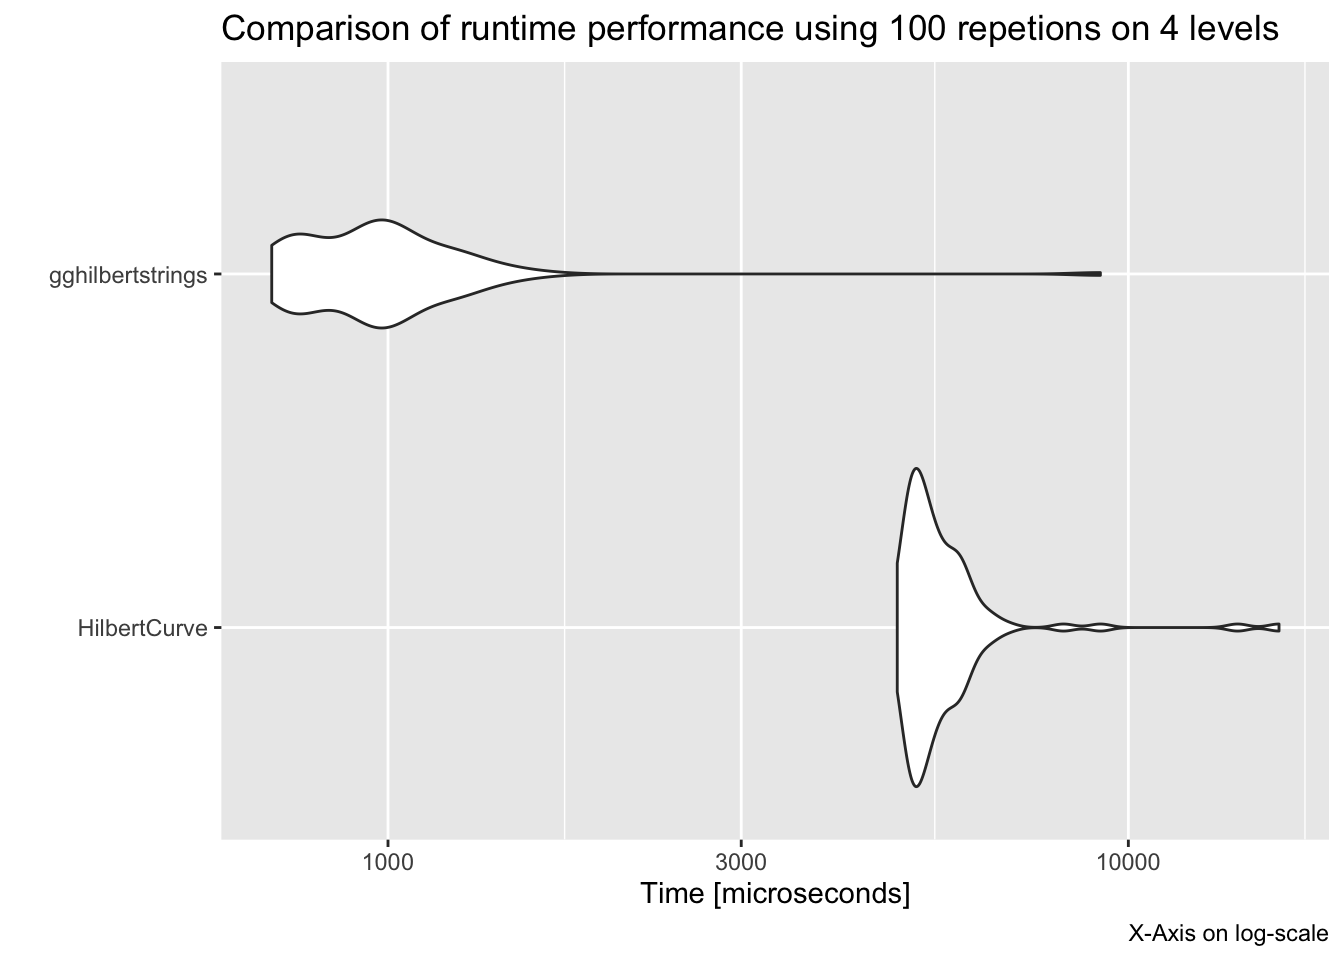 Comparison of runtime performance using 100 repetions on 4 levels
gghilbertstrings
HilbertCurve
1000 3000 10000
Time [microseconds]
X-Axis on log-scale